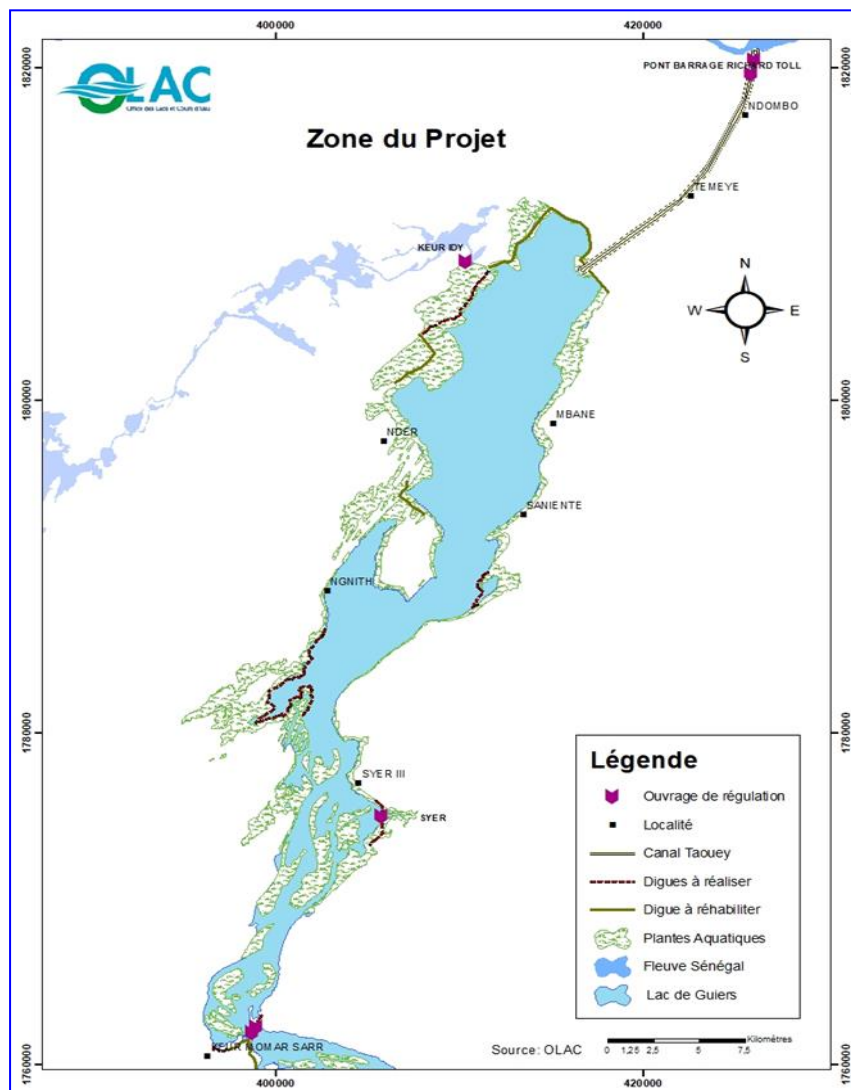 400000
420000
1820000
1820000
OLAC
Office des Lacs et Cours d'Eau
Zone du Projet
PONT BARRAGE RICHARD TOLL
NDOMBO
TEMEYE
KEUR IDY
N
W
E
S
1800000
1800000
MBANE
NDER
SANIENTE
NGNITH
1780000
1780000
SYER III
SYER
Légende
Ouvrage de régulation
Localité
Canal Taouey
Digues à réaliser
Digue à réhabiliter
Plantes Aquatiques
Fleuve Sénégal
Lac de Guiers
KEUR MOMAR SARR
Source: OLAC
Kilomètres
0 1,25 2,5 5 7,5
1760000
1760000
400000
420000